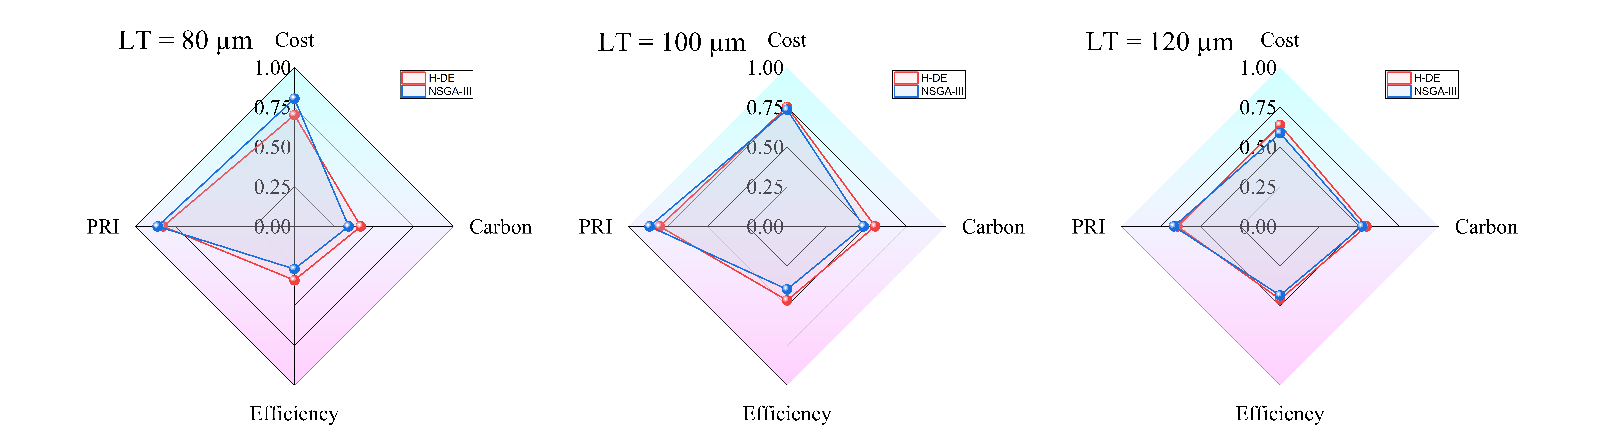 LT = 80 μm
Cost
1.00
H-DE
NSGA-III
0.75
0.50
0.25
0.00
PRI
Carbon
Efficiency
LT = 100 μm
Cost
1.00
H-DE
NSGA-III
0.75
0.50
0.25
0.00
PRI
Carbon
Efficiency
LT = 120 μm
Cost
1.00
H-DE
NSGA-III
0.75
0.50
0.25
0.00
PRI
Carbon
Efficiency